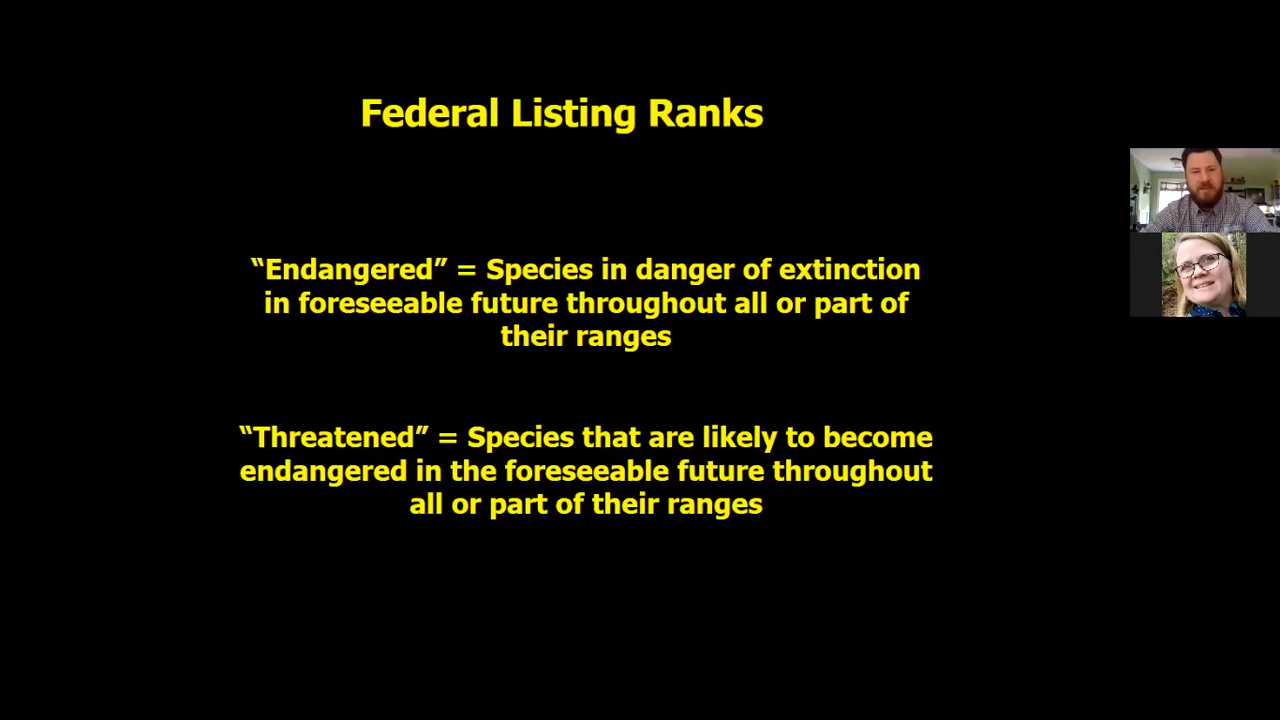 Federal Listing Ranks
“Endangered” = Species in danger of extinction
in foreseeable future throughout all or part of
their ranges
“Threatened” = Species that are likely to become
endangered in the foreseeable future throughout
all or part of their ranges